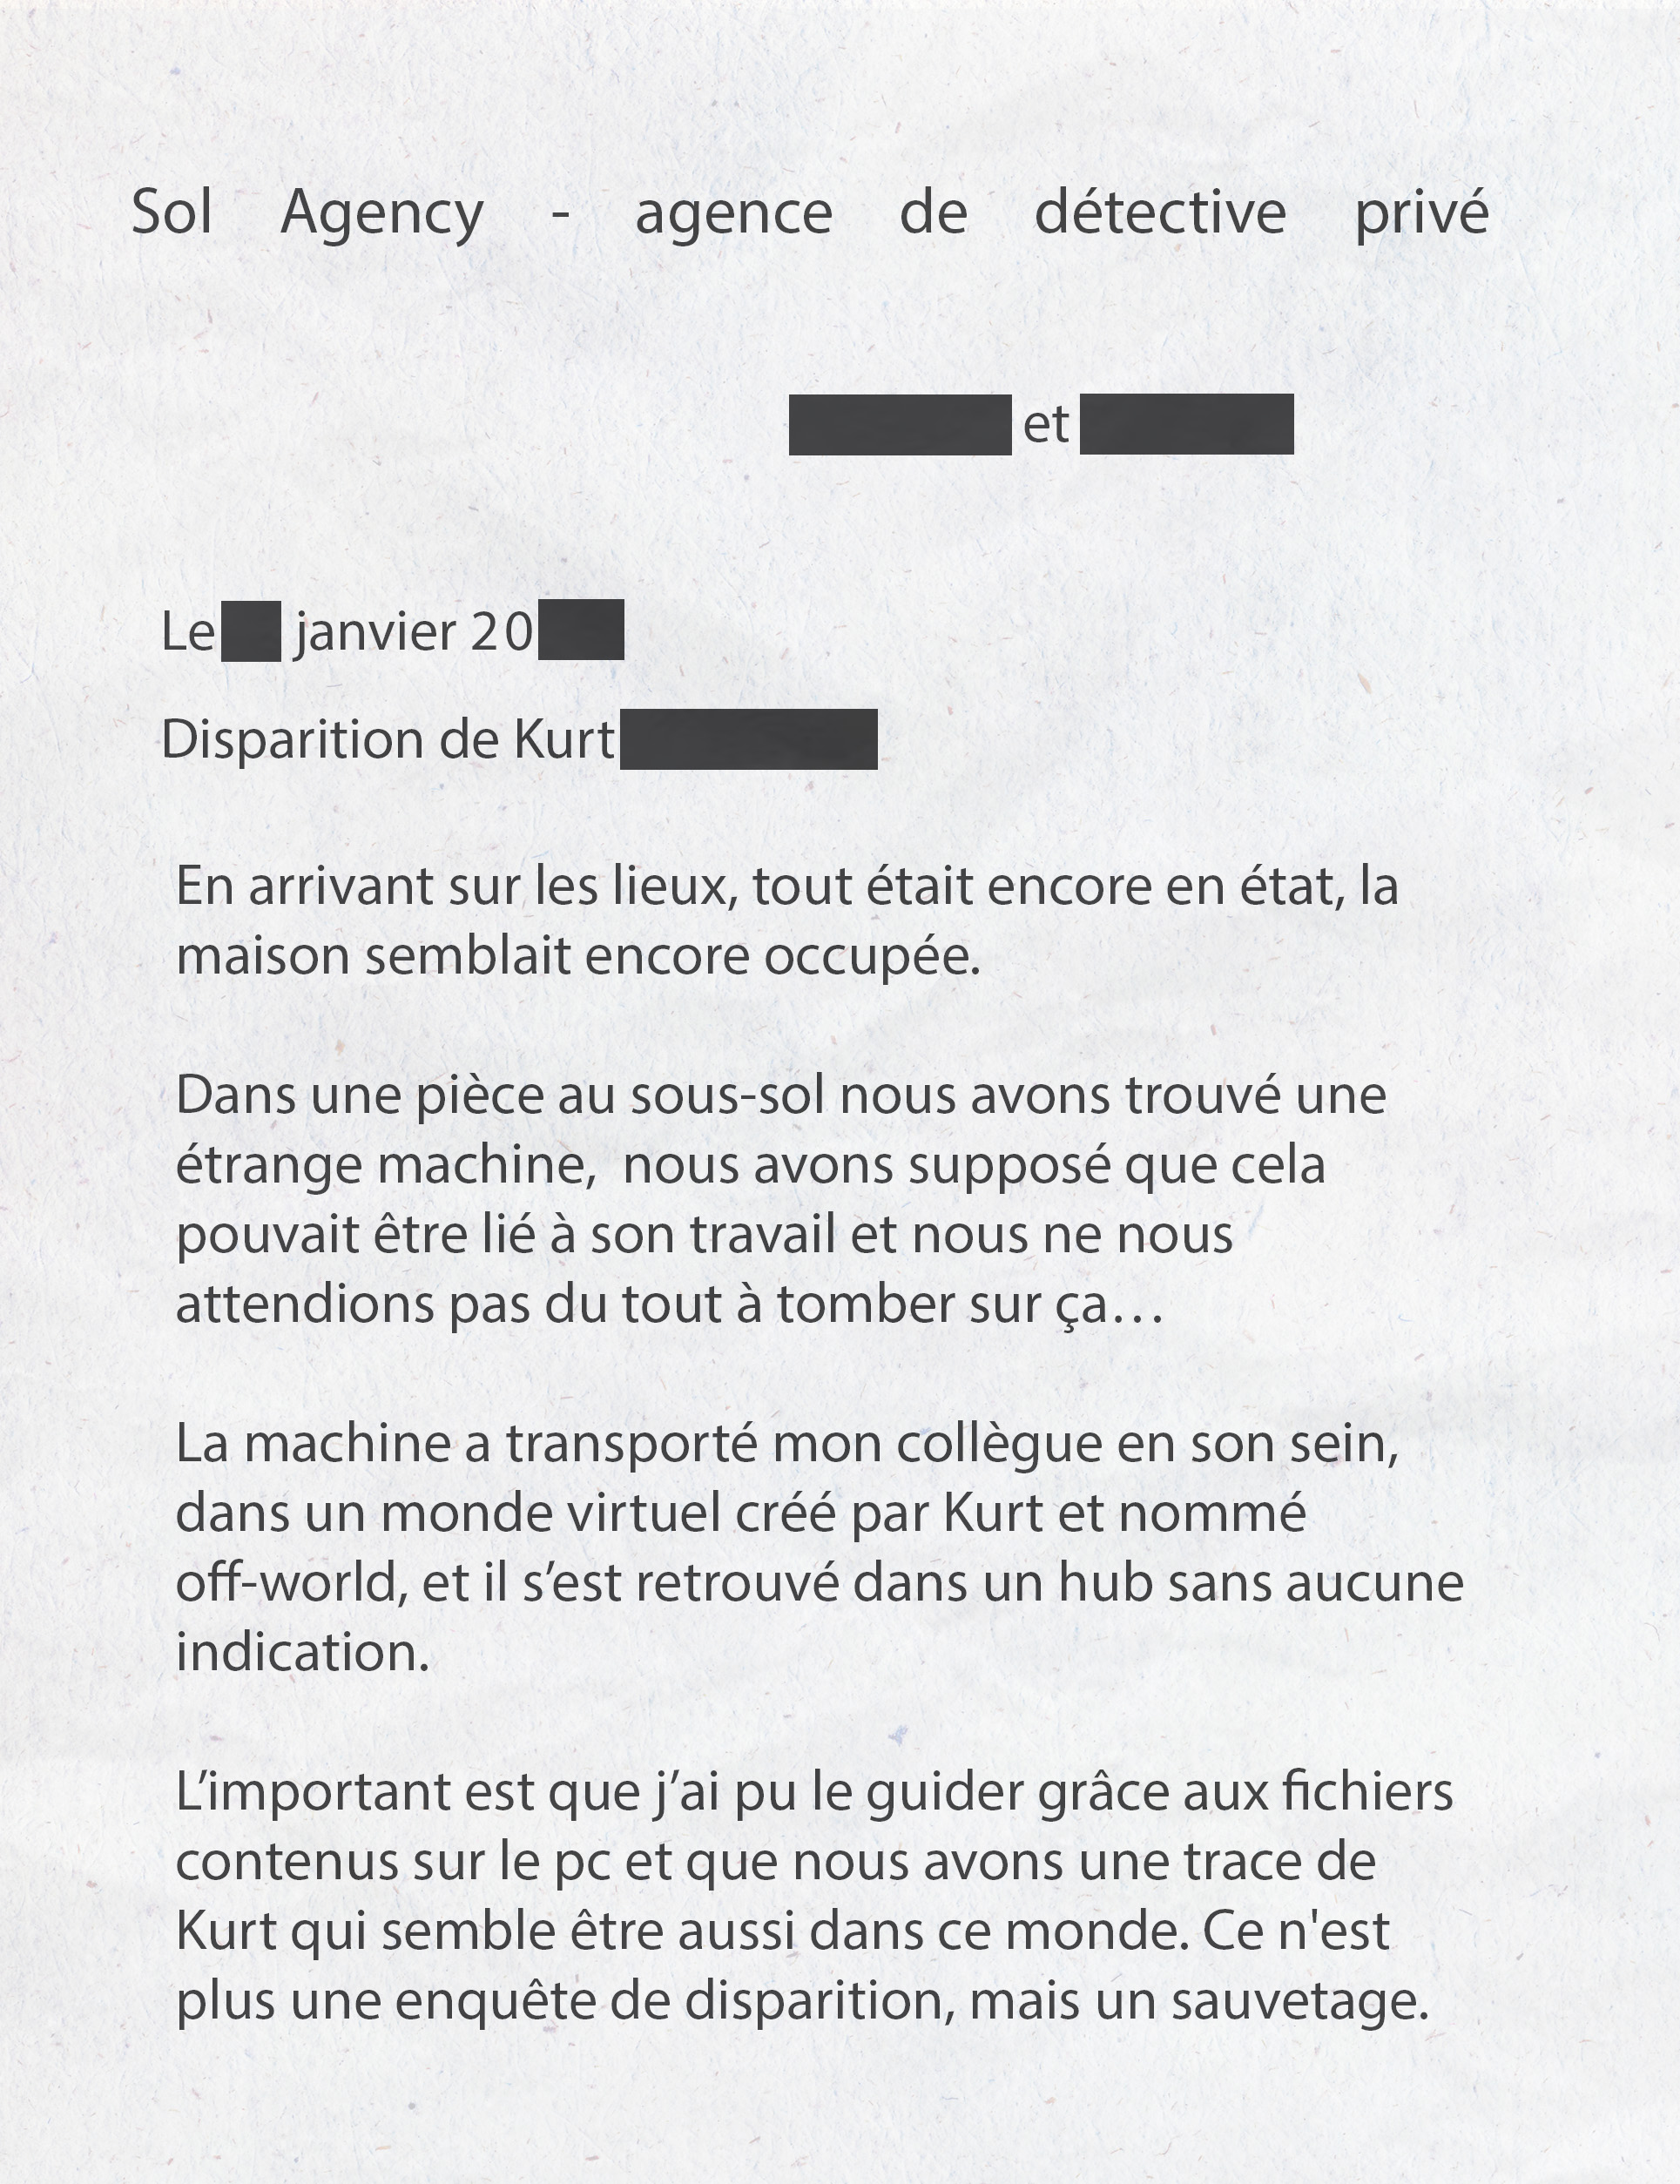 Sol Agency - agence de détective privé
et
Le janvier 20
Disparition de Kurt
En arrivant sur les lieux, tout était encore en état, la
maison semblait encore occupée.
Dans une pièce au sous-sol nous avons trouvé une
étrange machine,  nous avons supposé que cela
pouvait être lié à son travail et nous ne nous
attendions pas du tout à tomber sur ça…
La machine a transporté mon collègue en son sein,
dans un monde virtuel créé par Kurt et nommé
off-world, et il s’est retrouvé dans un hub sans aucune
indication.
L’important est que j’ai pu le guider grâce aux fichiers
contenus sur le pc et que nous avons une trace de
Kurt qui semble être aussi dans ce monde. Ce n'est
plus une enquête de disparition, mais un sauvetage.